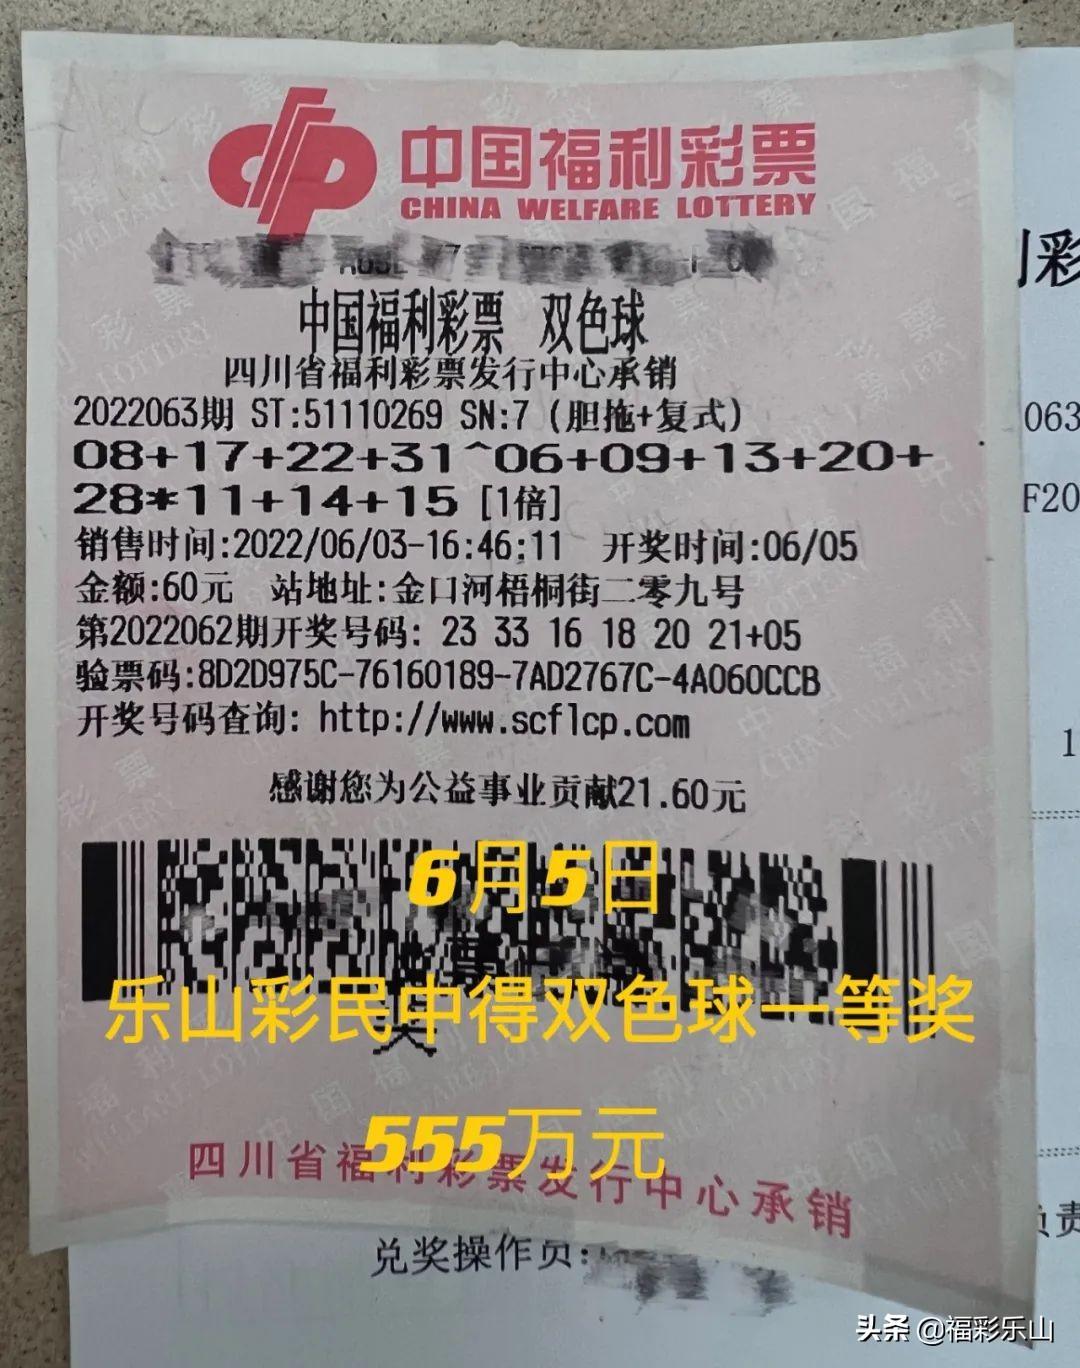 中国福利彩票
CHINA WELFARE LOTTERY
中国福利彩票 双色球
四川省福利彩票发行中心承销
2022063期 ST:51110269 SN:7 (胆拖+复式)
08+17+22+31^06+09+13+20+
28*11+14+15 [1倍]
销售时间:2022/06/03-16:46:11 开奖时间:06/05
金额:60元 站地址:金口河梧桐街二零九号
第2022062期开奖号码: 23 33 16 18 20 21+05
验票码:8D2D975C-76160189-7AD2767C-4A060CCB
开奖号码查询: http://www.scflcp.com
感谢您为公益事业贡献21.60元
6月5日
乐山彩民中得双色球一等奖
555万元
四川省福利彩票发行中心承销
兑奖操作员:
利彩
063
F20
1
负责
头条 @福彩乐山